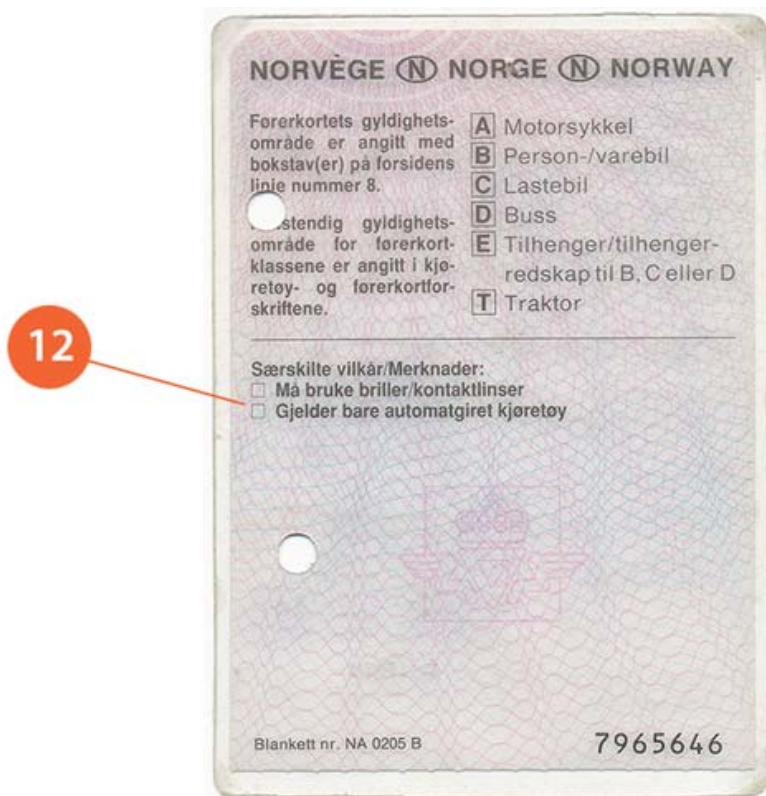 NORVÈGE N NORGE N NORWAY
Førerkortets gyldighets-
område er angitt med
bokstav(er) på forsidens
linje nummer 8.
stendig gyldighets-
område for førerkort-
klassene er angitt i kjø-
retøy- og førerkortfor-
skriftene.
A Motorsykkel
B Person-/varebil
C Lastebil
D Buss
E Tilhenger/tilhenger-
redskap til B, C eller D
T Traktor
12
Særskilte vilkår/Merknader:
Må bruke briller/kontaktlinser
Gjelder bare automatgiret kjøretøy
Blankett nr. NA 0205 B
7965646